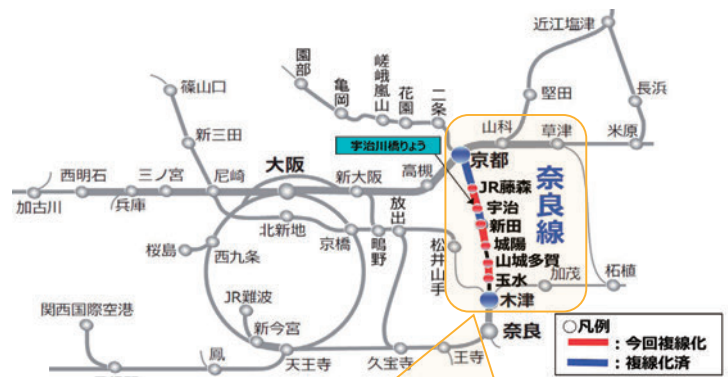 近江塩津
園部
亀岡
嵯峨嵐山
花園
二条
篠山口
堅田
長浜
新三田
山科
草津
米原
宇治川橋りょう
京都
西明石
三ノ宮
尼崎
大阪
新大阪
高槻
JR藤森
奈良線
加古川
兵庫
放出
宇治
新田
北新地
京橋
鴫野
松井山手
城陽
桜島
西九条
山城多賀
玉水
加茂
柘植
関西国際空港
JR難波
木津
新今宮
奈良
○凡例
:今回複線化
:複線化済
鳳
天王寺
久宝寺
王寺